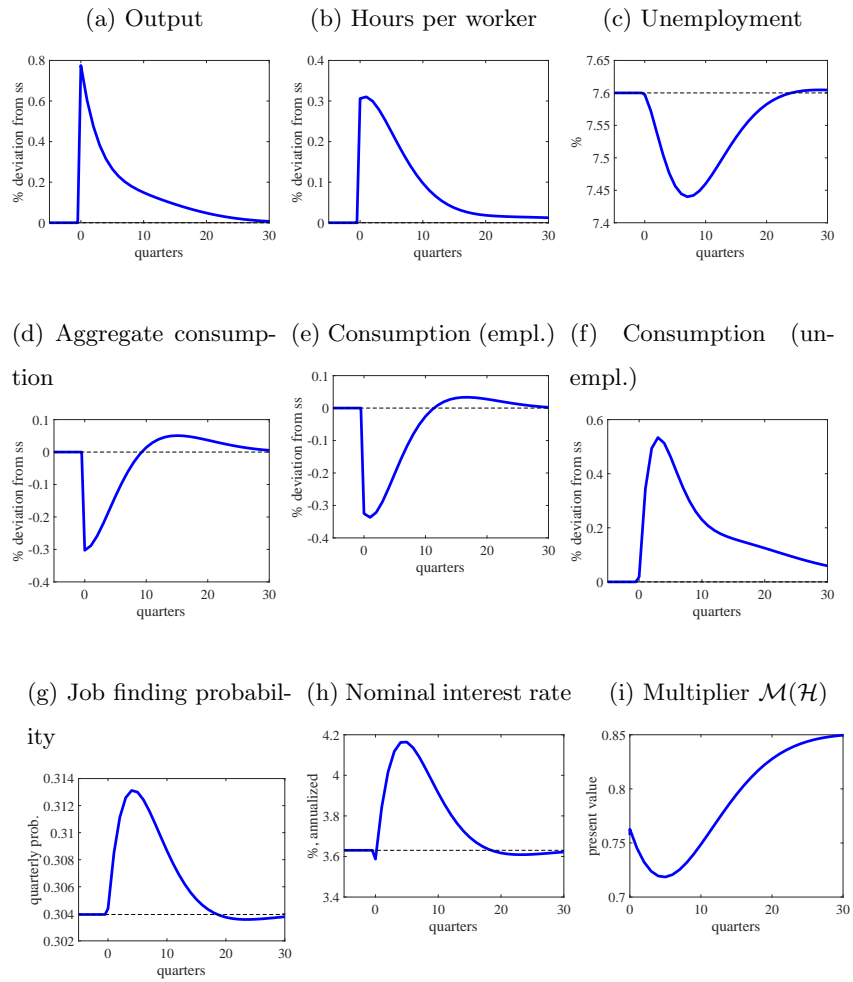 (a) Output
(b) Hours per worker
(c) Unemployment
% deviation from ss
0.8
0.6
0.4
0.2
0
0
10
20
30
quarters
% deviation from ss
0.4
0.3
0.2
0.1
0
0
10
20
30
quarters
%
7.65
7.6
7.55
7.5
7.45
7.4
0
10
20
30
quarters
(d) Aggregate consump-
tion
(e) Consumption (empl.)
(f) Consumption (un-
empl.)
% deviation from ss
0.1
0
-0.1
-0.2
-0.3
-0.4
0
10
20
30
quarters
% deviation from ss
0.1
0
-0.1
-0.2
-0.3
-0.4
0
10
20
30
quarters
% deviation from ss
0.6
0.4
0.2
0
0
10
20
30
quarters
(g) Job finding probabil-
ity
(h) Nominal interest rate
(i) Multiplier ℳ(ℋ)
quarterly prob.
0.314
0.31
0.308
0.306
0.304
0.302
0
10
20
30
quarters
%, annualized
4.2
4
3.8
3.6
3.4
0
10
20
30
quarters
present value
0.85
0.8
0.75
0.7
0
10
20
30
quarters